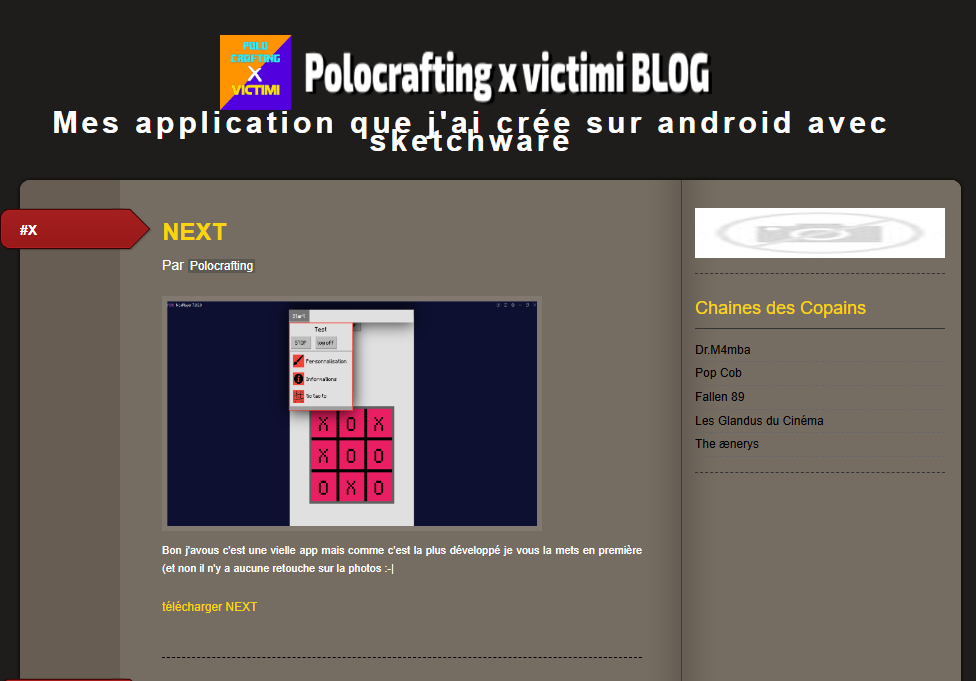 POLO
CRAFTING
X
VICTIMI
Polocrafting x victimi BLOG
Mes application que j'ai crée sur android avec
sketchware
#X
NEXT
Par Polocrafting
Start
Test
STOP logoff
Personnalisation
Informations
X O X
X O O
O X O
Bon j'avous c'est une vielle app mais comme c'est la plus développé je vous la mets en première
(et non il n'y a aucune retouche sur la photos :-|
télécharger NEXT
Chaines des Copains
Dr.M4mba
Pop Cob
Fallen 89
Les Glandus du Cinéma
The ænerys